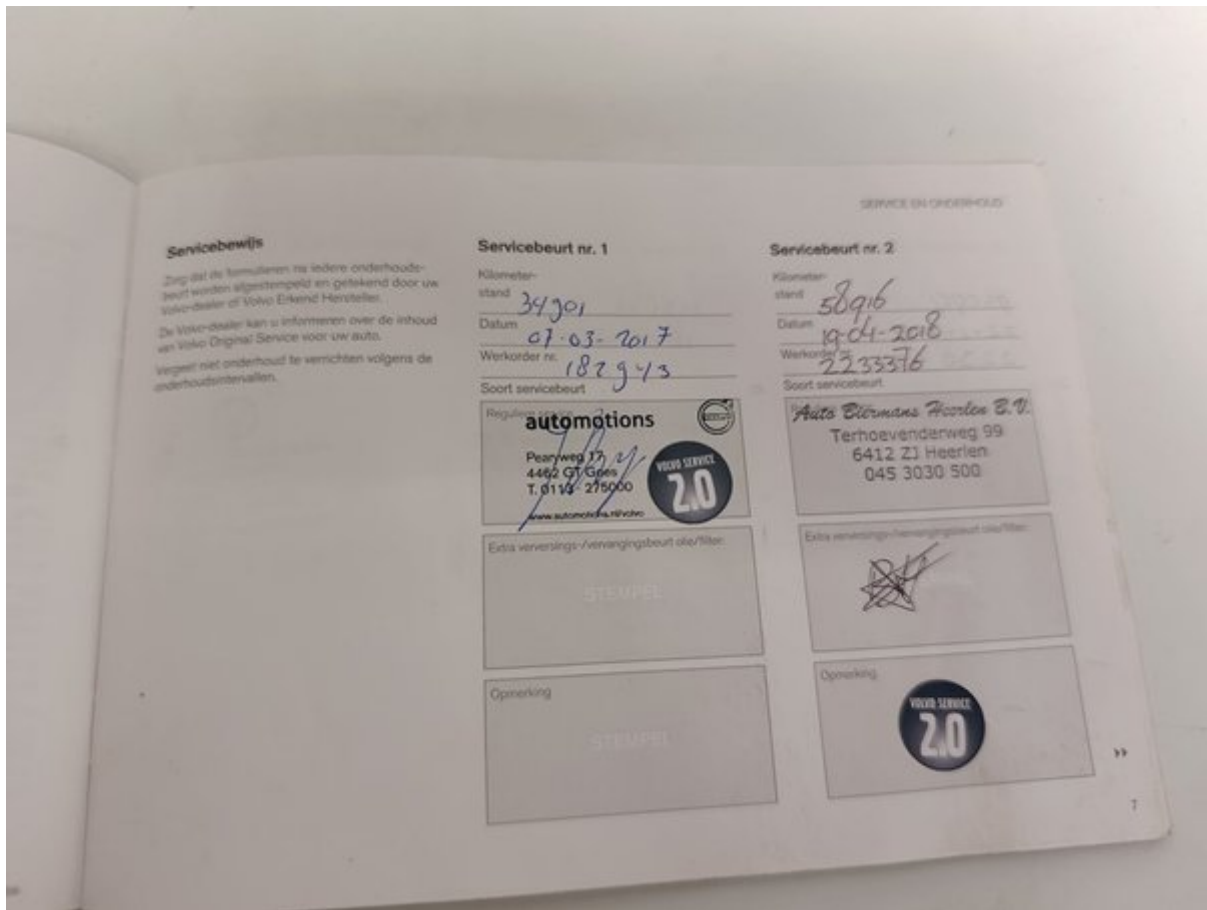 SERVICE EN ONDERHOUD
Servicebewijs
Zorg dat de formulieren na iedere onderhouds-
beurt worden afgestempeld en getekend door uw
Volvo-dealer of Volvo Erkend Hersteller.
De Volvo-dealer kan u informeren over de inhoud
van Volvo Original Service voor uw auto.
Vergeet niet onderhoud te verrichten volgens de
onderhoudsintervallen.
Servicebeurt nr. 1
Kilometer-
stand 34901
Datum 07-03-2017
Werkorder nr. 182943
Soort servicebeurt
Reguliere service
automotions
Pearyweg 17
4462 GT Goes
T. 0113 - 275000
www.automotions.nl/volvo
VOLVO SERVICE
2.0
Extra verversings-/vervangingsbeurt olie/filter:
STEMPEL
Opmerking
STEMPEL
Servicebeurt nr. 2
Kilometer-
stand 58916
Datum 19-04-2018
Werkorder 2233376
Soort servicebeurt
Auto Biermans Heerlen B.V.
Terhoevenderweg 99
6412 ZJ Heerlen
045 3030 500
Extra verversings-/vervangingsbeurt olie/filter:
Opmerking
VOLVO SERVICE
2.0
7